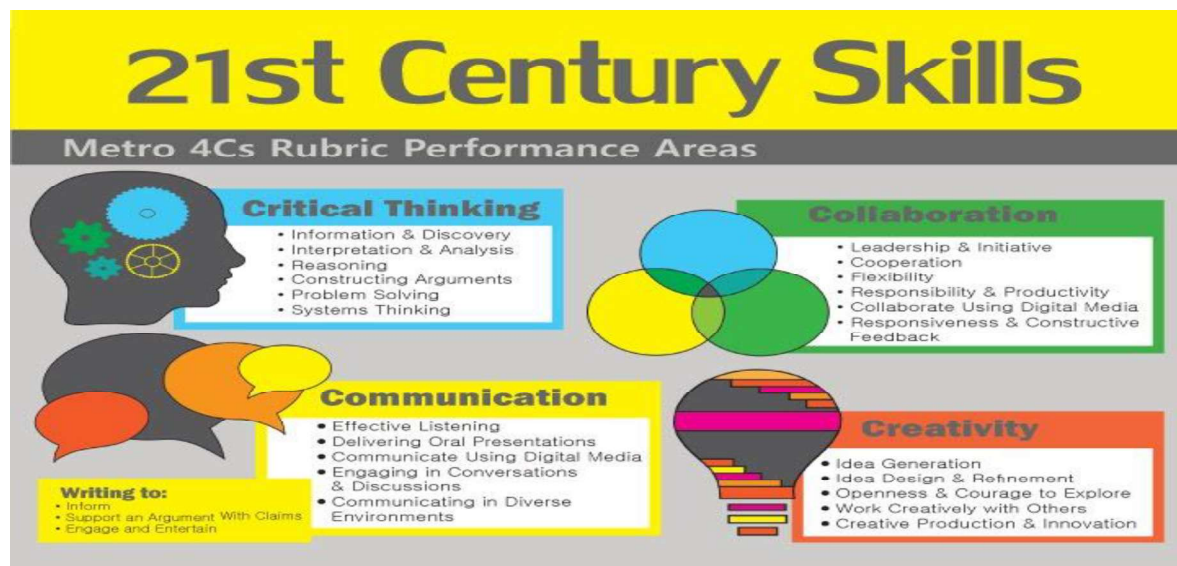 21st Century Skills
Metro 4Cs Rubric Performance Areas
Critical Thinking
• Information & Discovery
• Interpretation & Analysis
• Reasoning
• Constructing Arguments
• Problem Solving
• Systems Thinking
Collaboration
• Leadership & Initiative
• Cooperation
• Flexibility
• Responsibility & Productivity
• Collaborate Using Digital Media
• Responsiveness & Constructive
Feedback
Communication
• Effective Listening
• Delivering Oral Presentations
• Communicate Using Digital Media
• Engaging in Conversations
& Discussions
• Communicating in Diverse
Environments
Writing to:
• Inform
• Support an Argument With Claims
• Engage and Entertain
Creativity
• Idea Generation
• Idea Design & Refinement
• Openness & Courage to Explore
• Work Creatively with Others
• Creative Production & Innovation